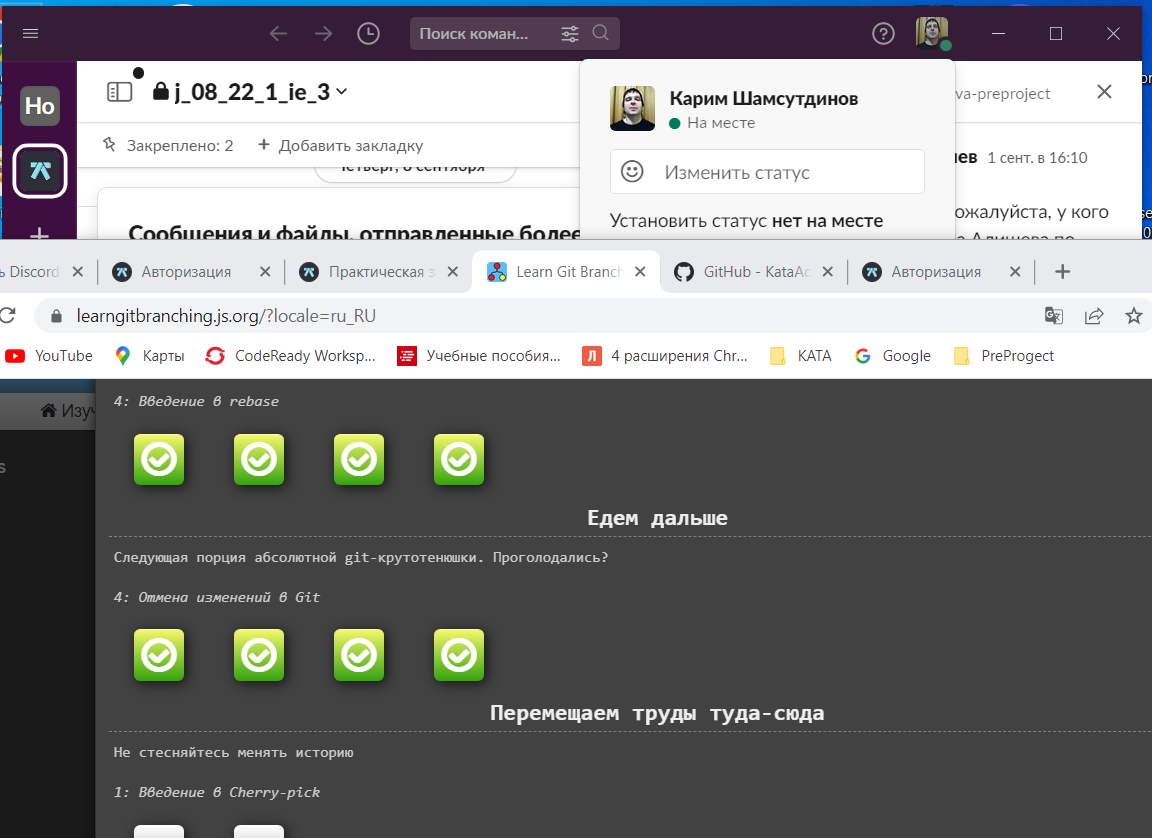 Поиск коман...
Но
j_08_22_1_ie_3
Закреплено: 2
Добавить закладку
Четверг, 8 сентября
Сообщения и файлы, отправленные более
Карим Шамсутдинов
На месте
Изменить статус
Установить статус нет на месте
va-preproject
лев 1 сент. в 16:10
ожалуйста, у кого
ь Discord
Авторизация
Практическая з
Learn Git Branch
GitHub - KataAc
Авторизация
learngitbranching.js.org/?locale=ru_RU
YouTube
Карты
CodeReady Worksp...
Учебные пособия...
4 расширения Chr...
KATA
Google
PreProgect
Изуч
s
4: Введение в rebase
Едем дальше
Следующая порция абсолютной git-крутотенюшки. Проголодались?
4: Отмена изменений в Git
Перемещаем труды туда-сюда
Не стесняйтесь менять историю
1: Введение в Cherry-pick